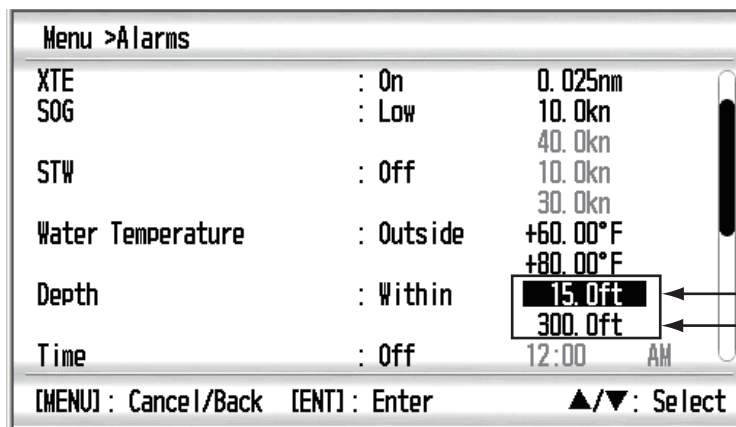 Menu >Alarms
XTE : On 0.025nm
SOG : Low 10.0kn
40.0kn
STW : Off 10.0kn
30.0kn
Water Temperature : Outside +60.00°F
+80.00°F
Depth : Within 15.0ft
300.0ft
Time : Off 12:00 AM
[MENU]: Cancel/Back [ENT]: Enter ▲/▼: Select